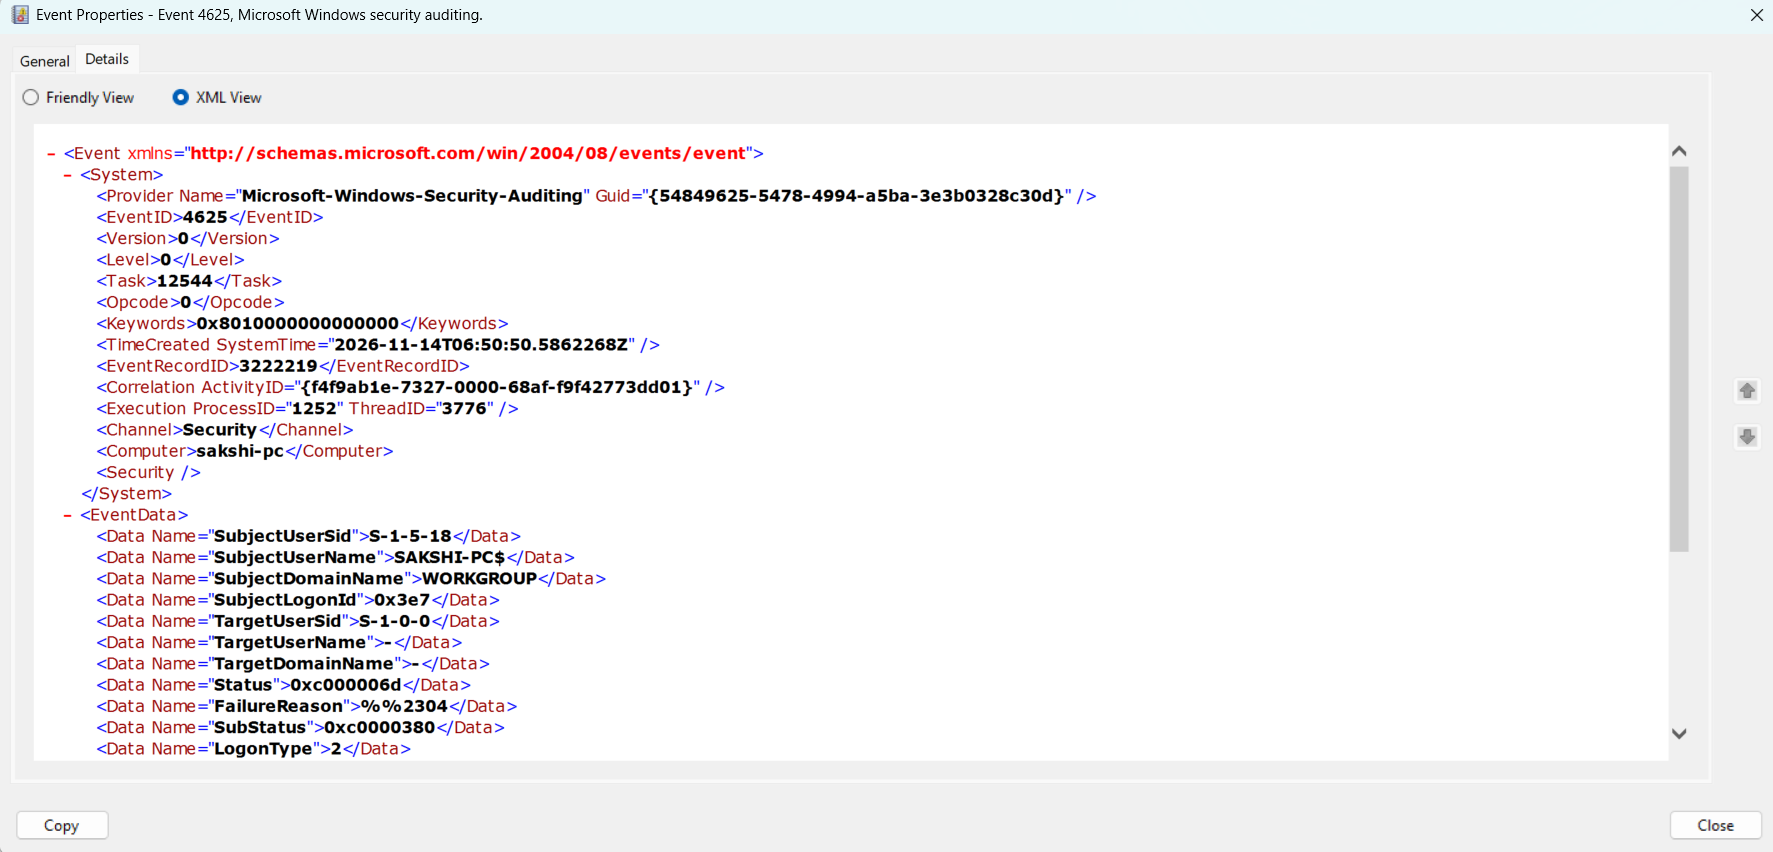 Event Properties - Event 4625, Microsoft Windows security auditing.
General Details
Friendly View XML View
- <Event xmlns="http://schemas.microsoft.com/win/2004/08/events/event">
- <System>
<Provider Name="Microsoft-Windows-Security-Auditing" Guid="{54849625-5478-4994-a5ba-3e3b0328c30d}" />
<EventID>4625</EventID>
<Version>0</Version>
<Level>0</Level>
<Task>12544</Task>
<Opcode>0</Opcode>
<Keywords>0x8010000000000000</Keywords>
<TimeCreated SystemTime="2026-11-14T06:50:50.5862268Z" />
<EventRecordID>3222219</EventRecordID>
<Correlation ActivityID="{f4f9ab1e-7327-0000-68af-f9f42773dd01}" />
<Execution ProcessID="1252" ThreadID="3776" />
<Channel>Security</Channel>
<Computer>sakshi-pc</Computer>
<Security />
</System>
- <EventData>
<Data Name="SubjectUserSid">S-1-5-18</Data>
<Data Name="SubjectUserName">SAKSHI-PC$</Data>
<Data Name="SubjectDomainName">WORKGROUP</Data>
<Data Name="SubjectLogonId">0x3e7</Data>
<Data Name="TargetUserSid">S-1-0-0</Data>
<Data Name="TargetUserName">-</Data>
<Data Name="TargetDomainName">-</Data>
<Data Name="Status">0xc000006d</Data>
<Data Name="FailureReason">%%2304</Data>
<Data Name="SubStatus">0xc0000380</Data>
<Data Name="LogonType">2</Data>
Copy Close